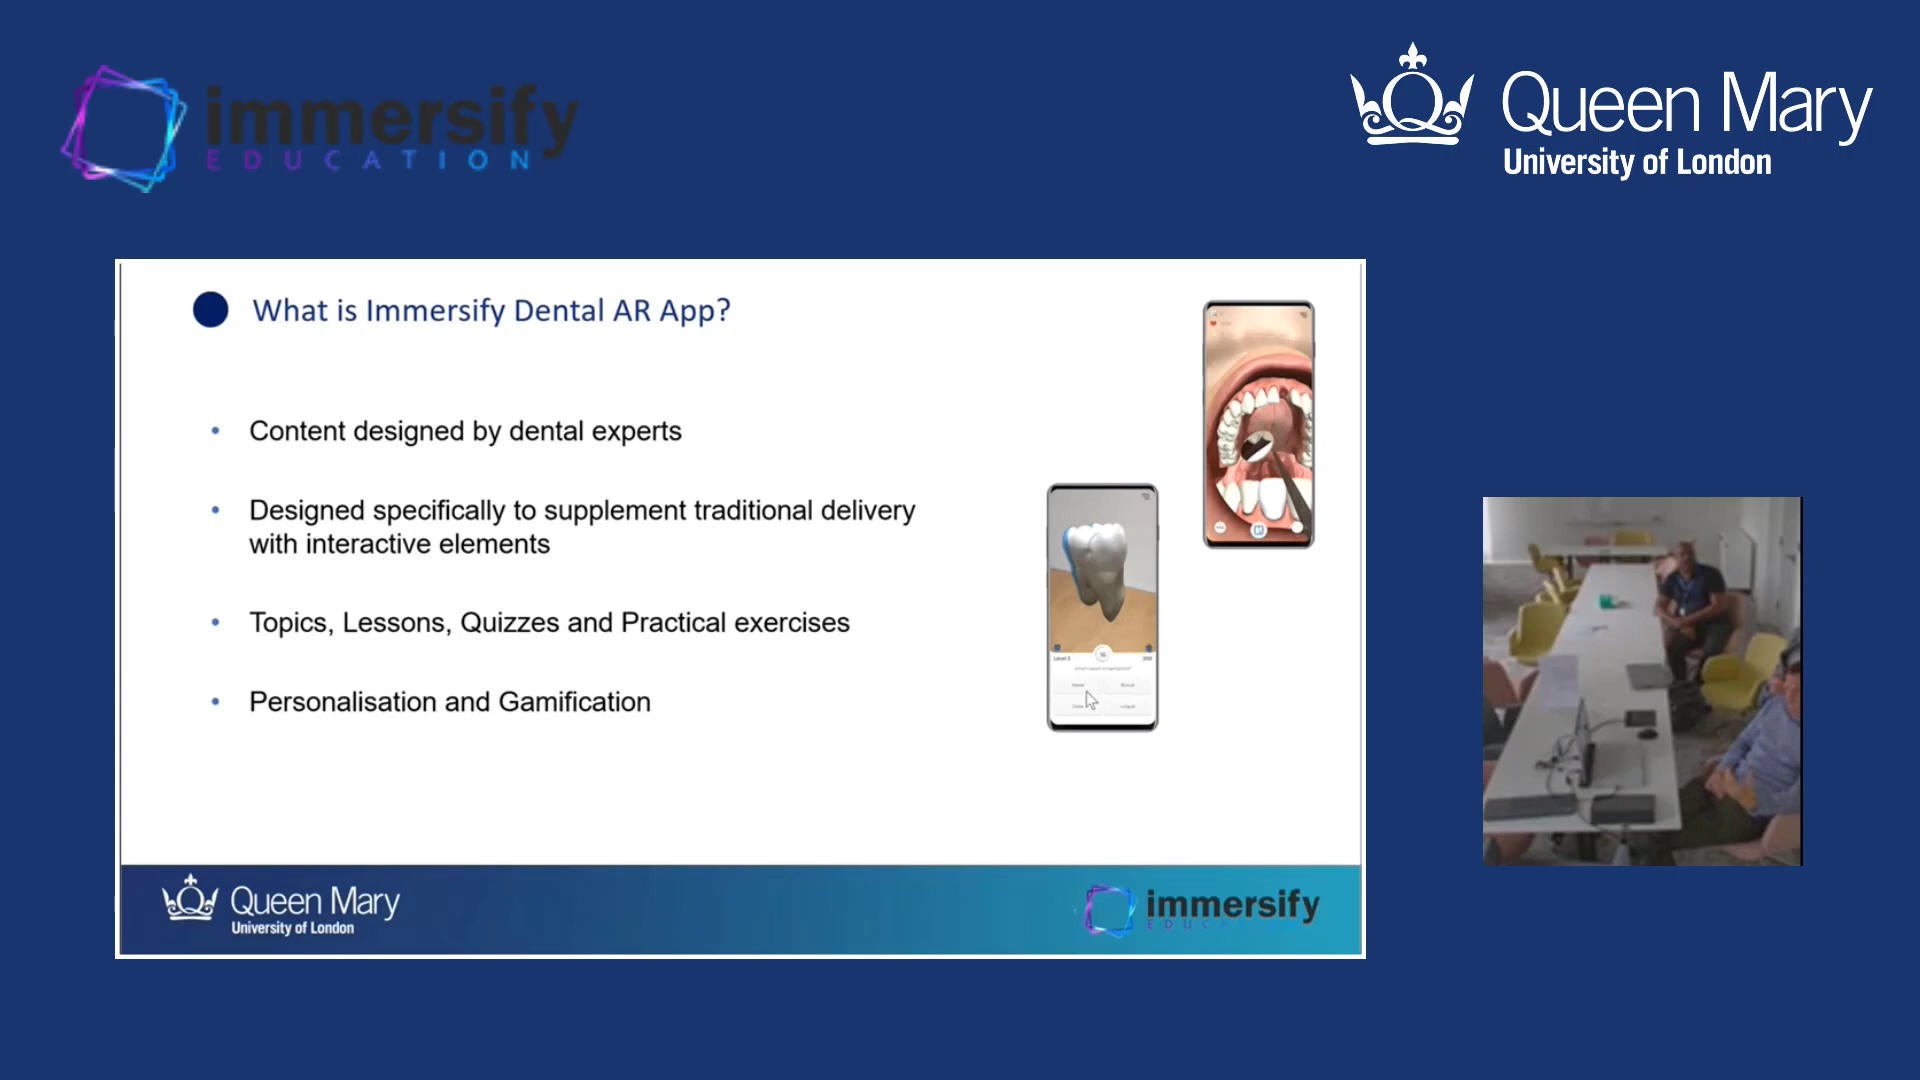 immersify
EDUCATION
Queen Mary
University of London
What is Immersify Dental AR App?
• Content designed by dental experts
• Designed specifically to supplement traditional delivery
with interactive elements
• Topics, Lessons, Quizzes and Practical exercises
• Personalisation and Gamification
Level 3
Queen Mary
University of London
immersify